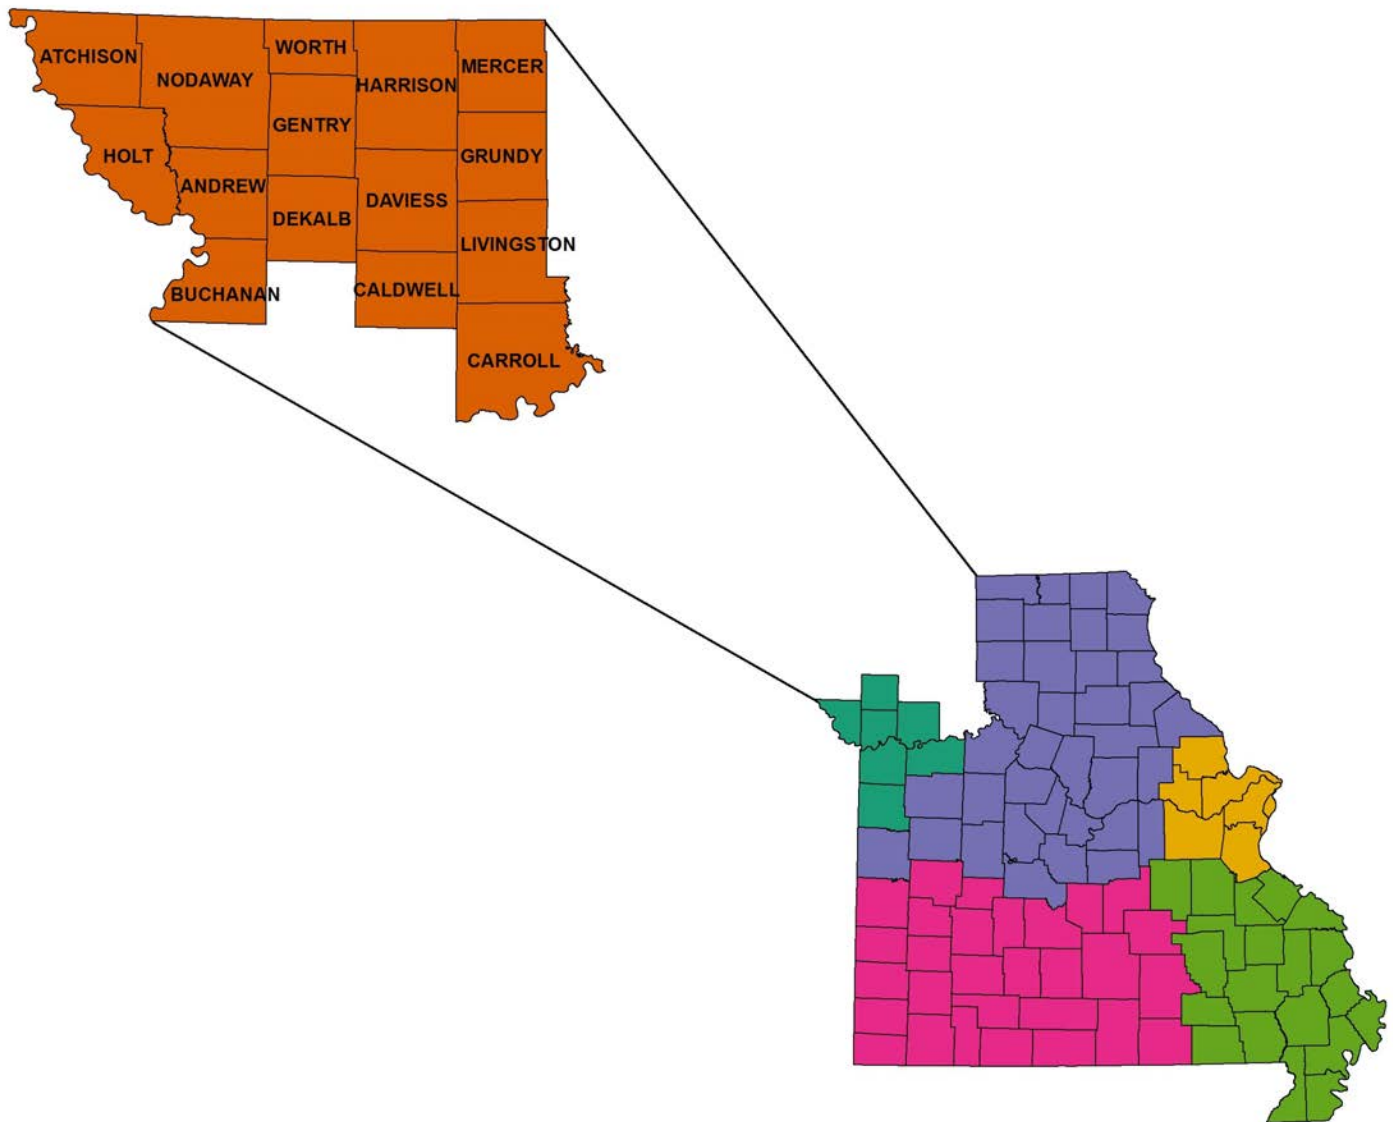 WORTH
ATCHISON
MERCER
NODAWAY
HARRISON
GENTRY
HOLT
GRUNDY
ANDREW
DAVIESS
DEKALB
LIVINGSTON
BUCHANAN
CALDWELL
CARROLL